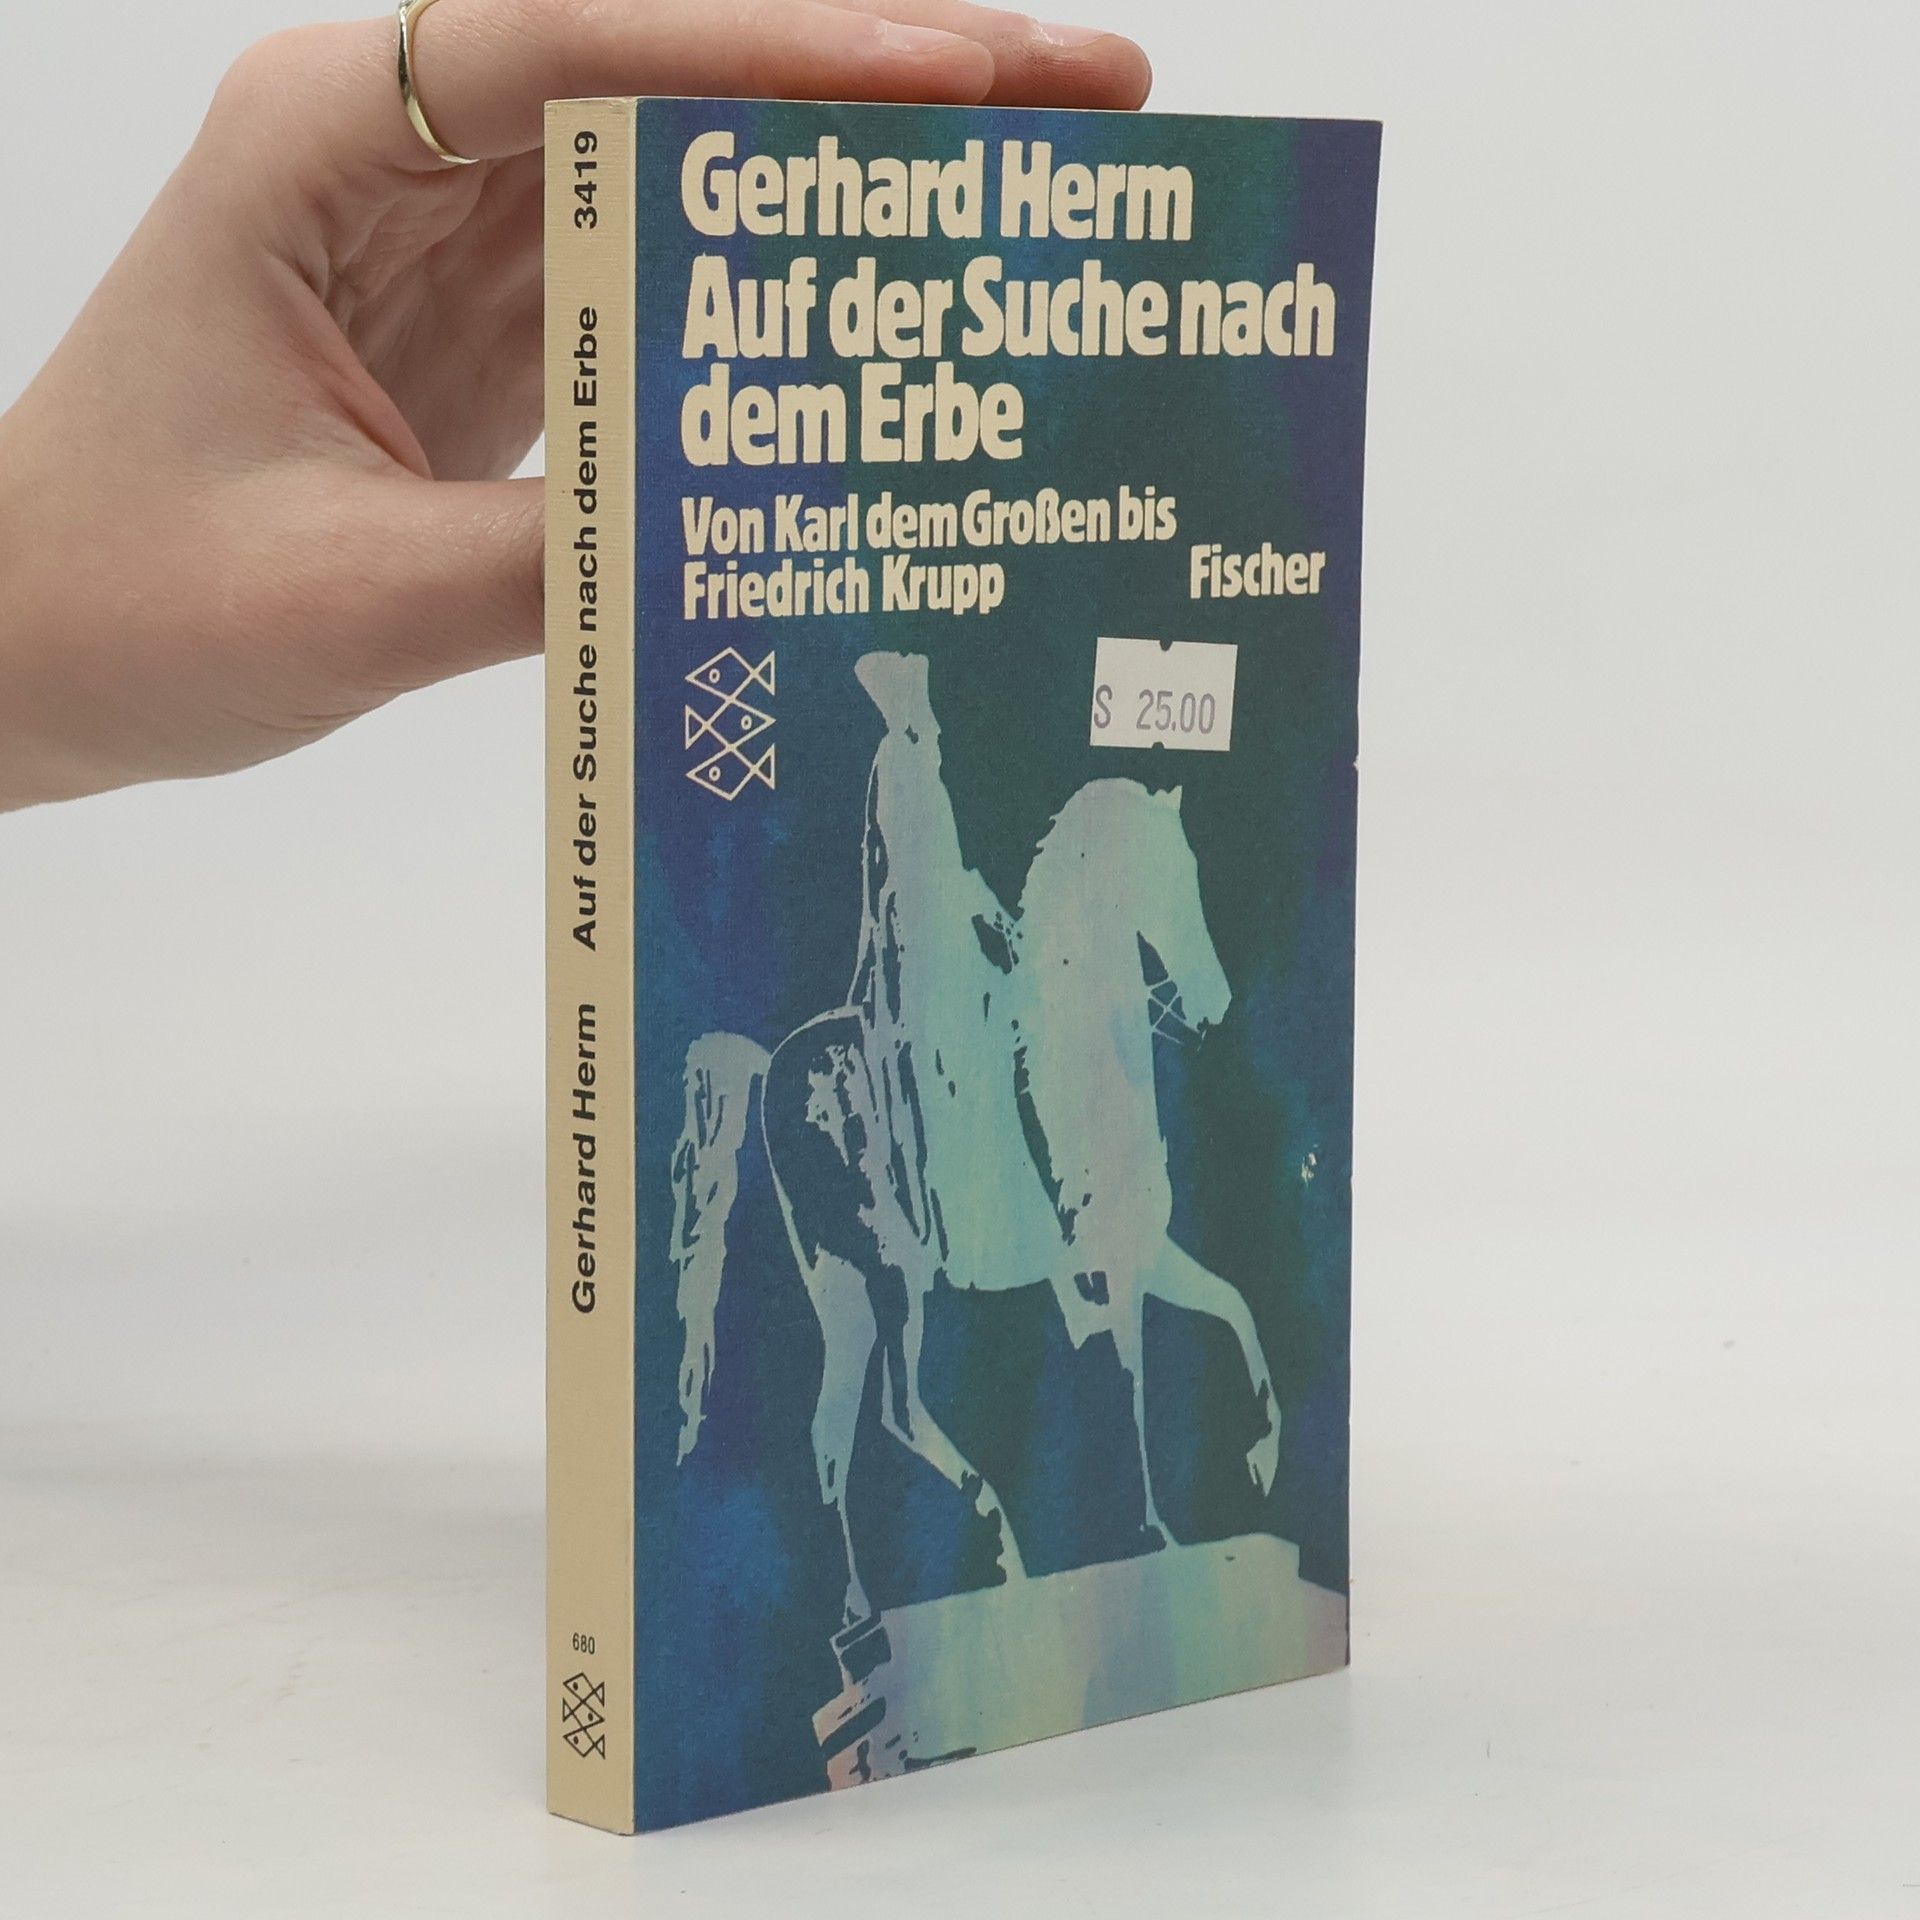 Gerhard Herm
Auf der Suche nach
dem Erbe
Von Karl dem Großen bis
Friedrich Krupp
Fischer
S 25.00
Gerhard Herm Auf der Suche nach dem Erbe 3419
680